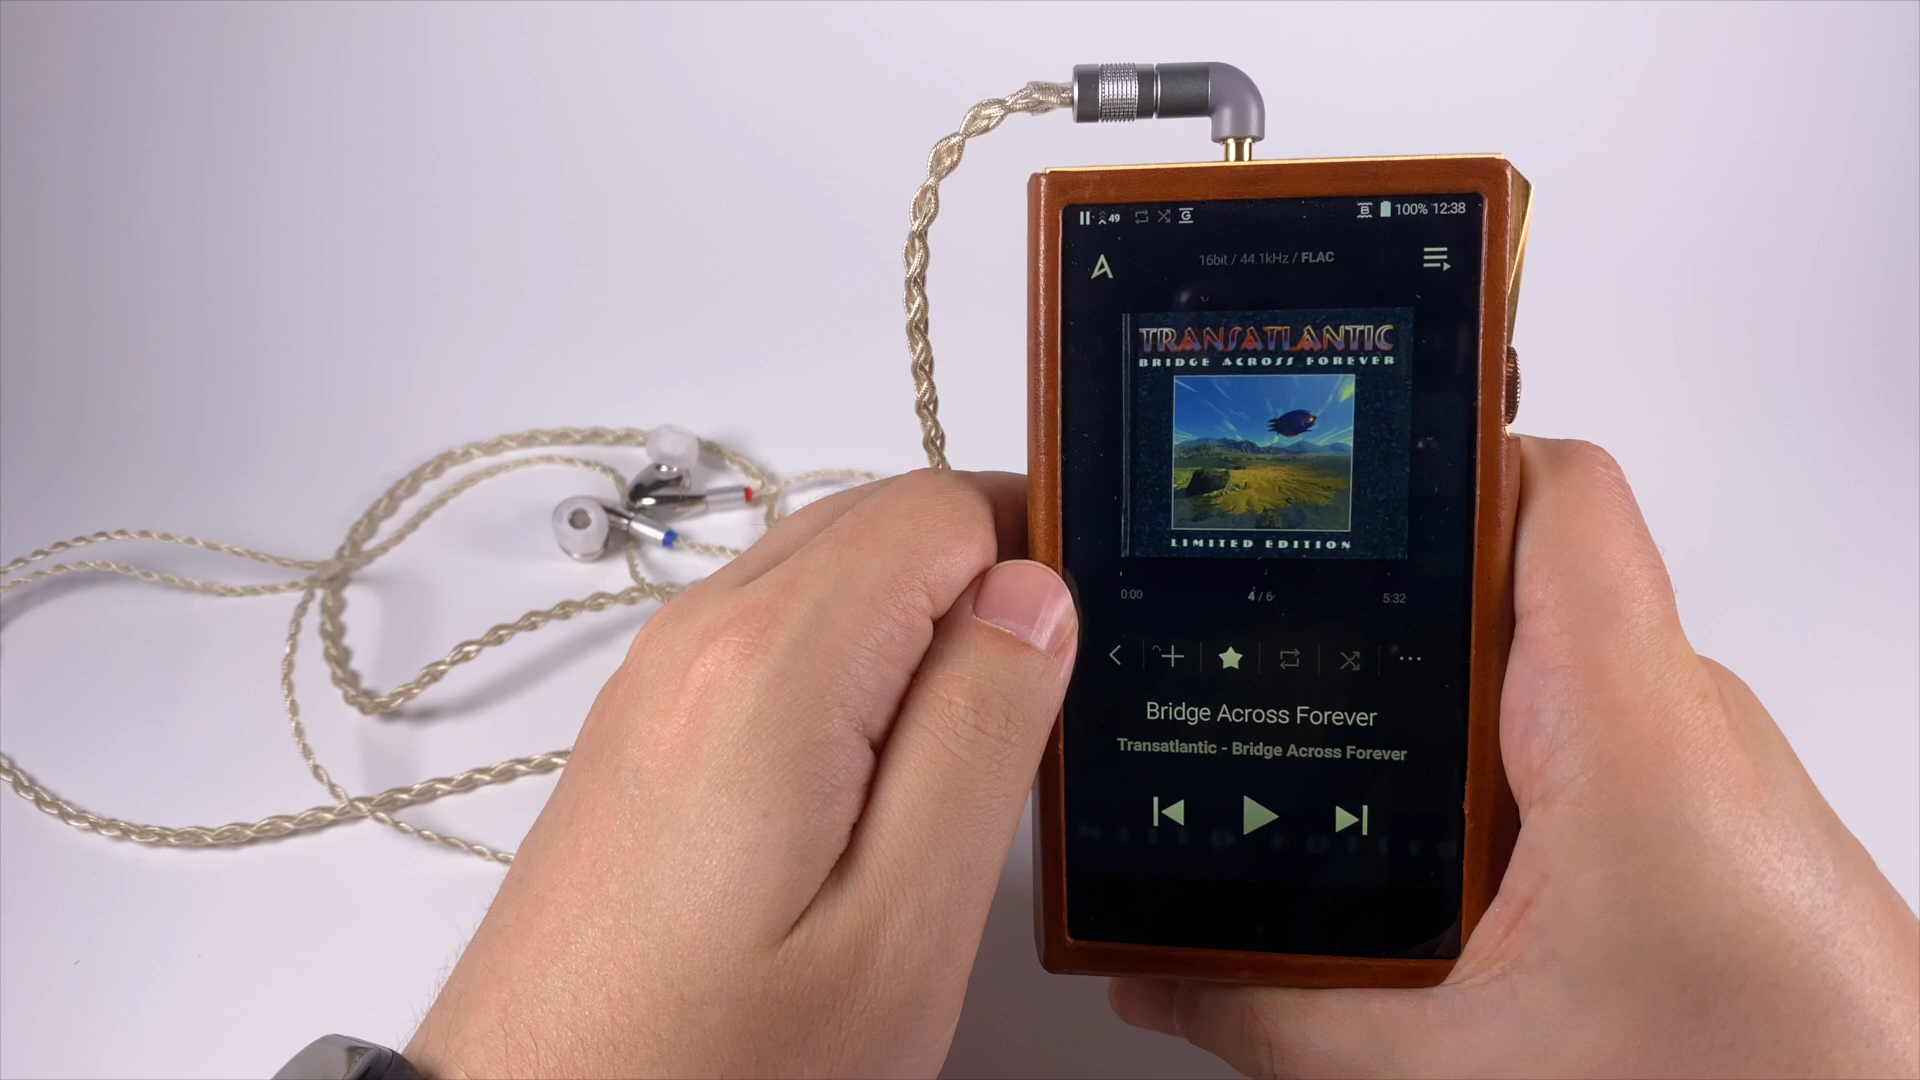 49 G B 100% 12:38
16bit / 44.1kHz / FLAC
TRANSATLANTIC
BRIDGE ACROSS FOREVER
LIMITED EDITION
0:00 4 / 6 5:32
Bridge Across Forever
Transatlantic - Bridge Across Forever